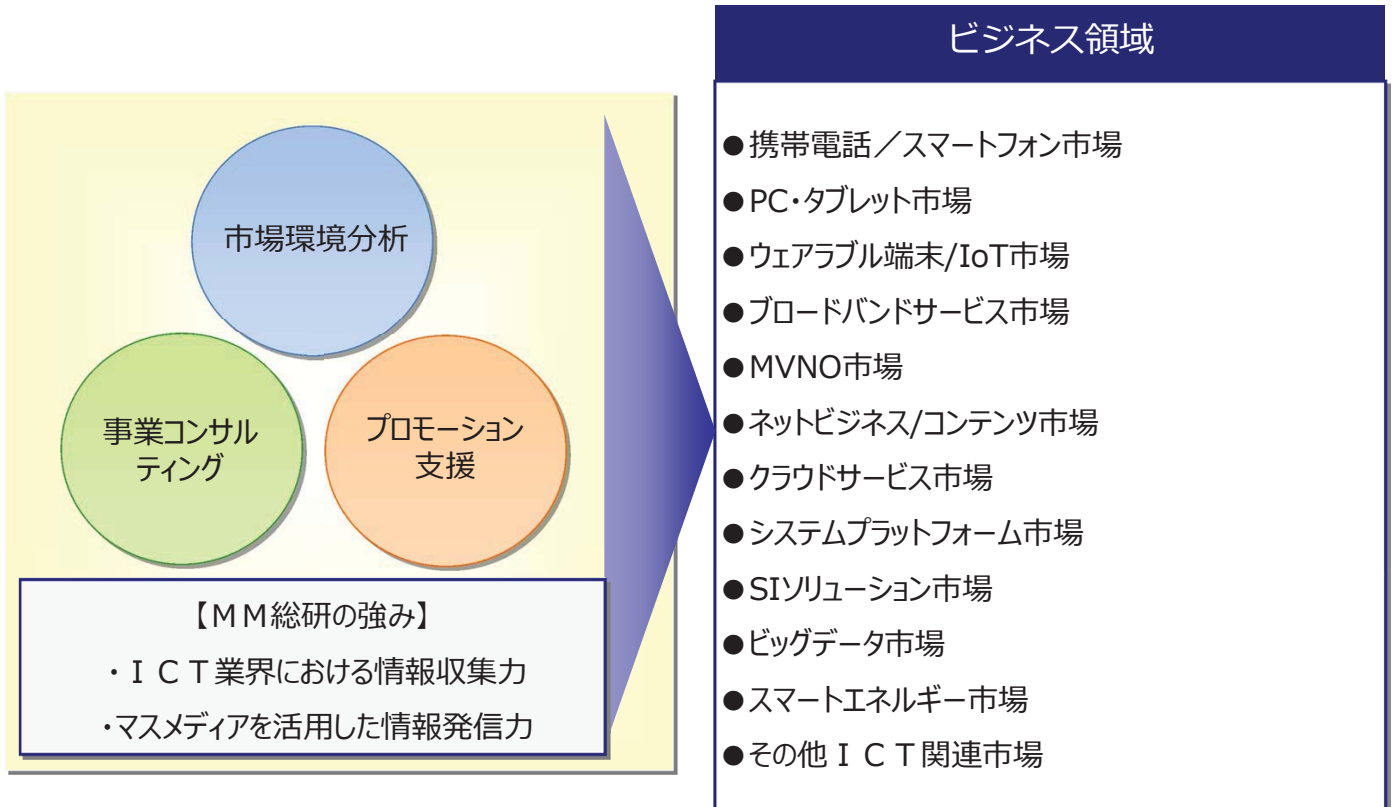 市場環境分析
事業コンサル
ティング
プロモーション
支援
【ＭＭ総研の強み】
・ＩＣＴ業界における情報収集力
・マスメディアを活用した情報発信力
ビジネス領域
●携帯電話／スマートフォン市場
●PC・タブレット市場
●ウェアラブル端末/IoT市場
●ブロードバンドサービス市場
●MVNO市場
●ネットビジネス/コンテンツ市場
●クラウドサービス市場
●システムプラットフォーム市場
●SIソリューション市場
●ビッグデータ市場
●スマートエネルギー市場
●その他ＩＣＴ関連市場